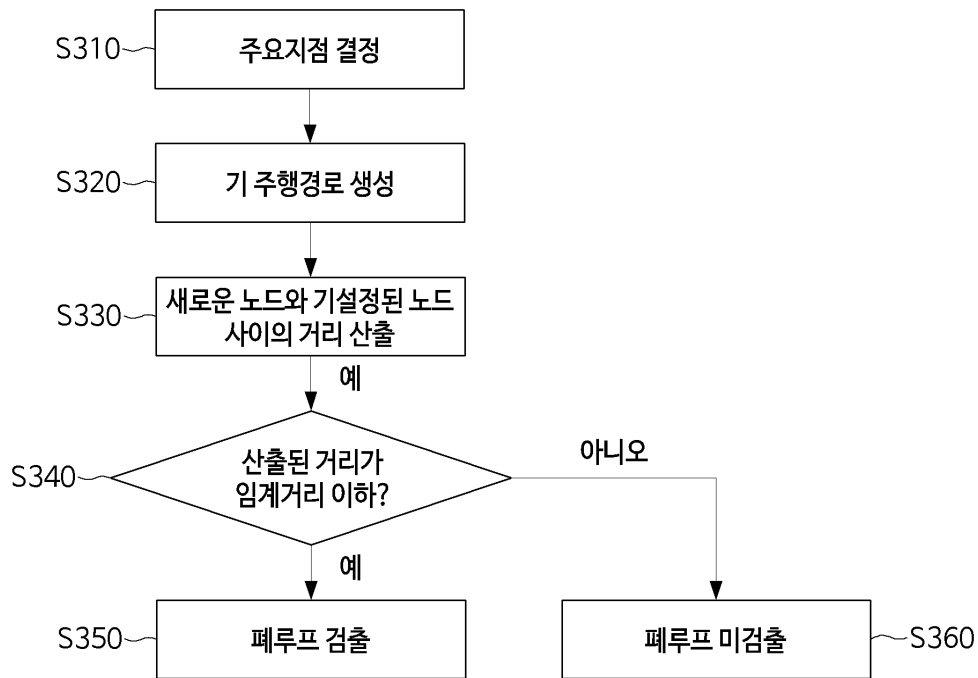 S310
주요지점 결정
S320
기 주행경로 생성
S330
새로운 노드와 기설정된 노드
사이의 거리 산출
예
S340
산출된 거리가
임계거리 이하?
아니오
예
S350
폐루프 검출
폐루프 미검출
S360